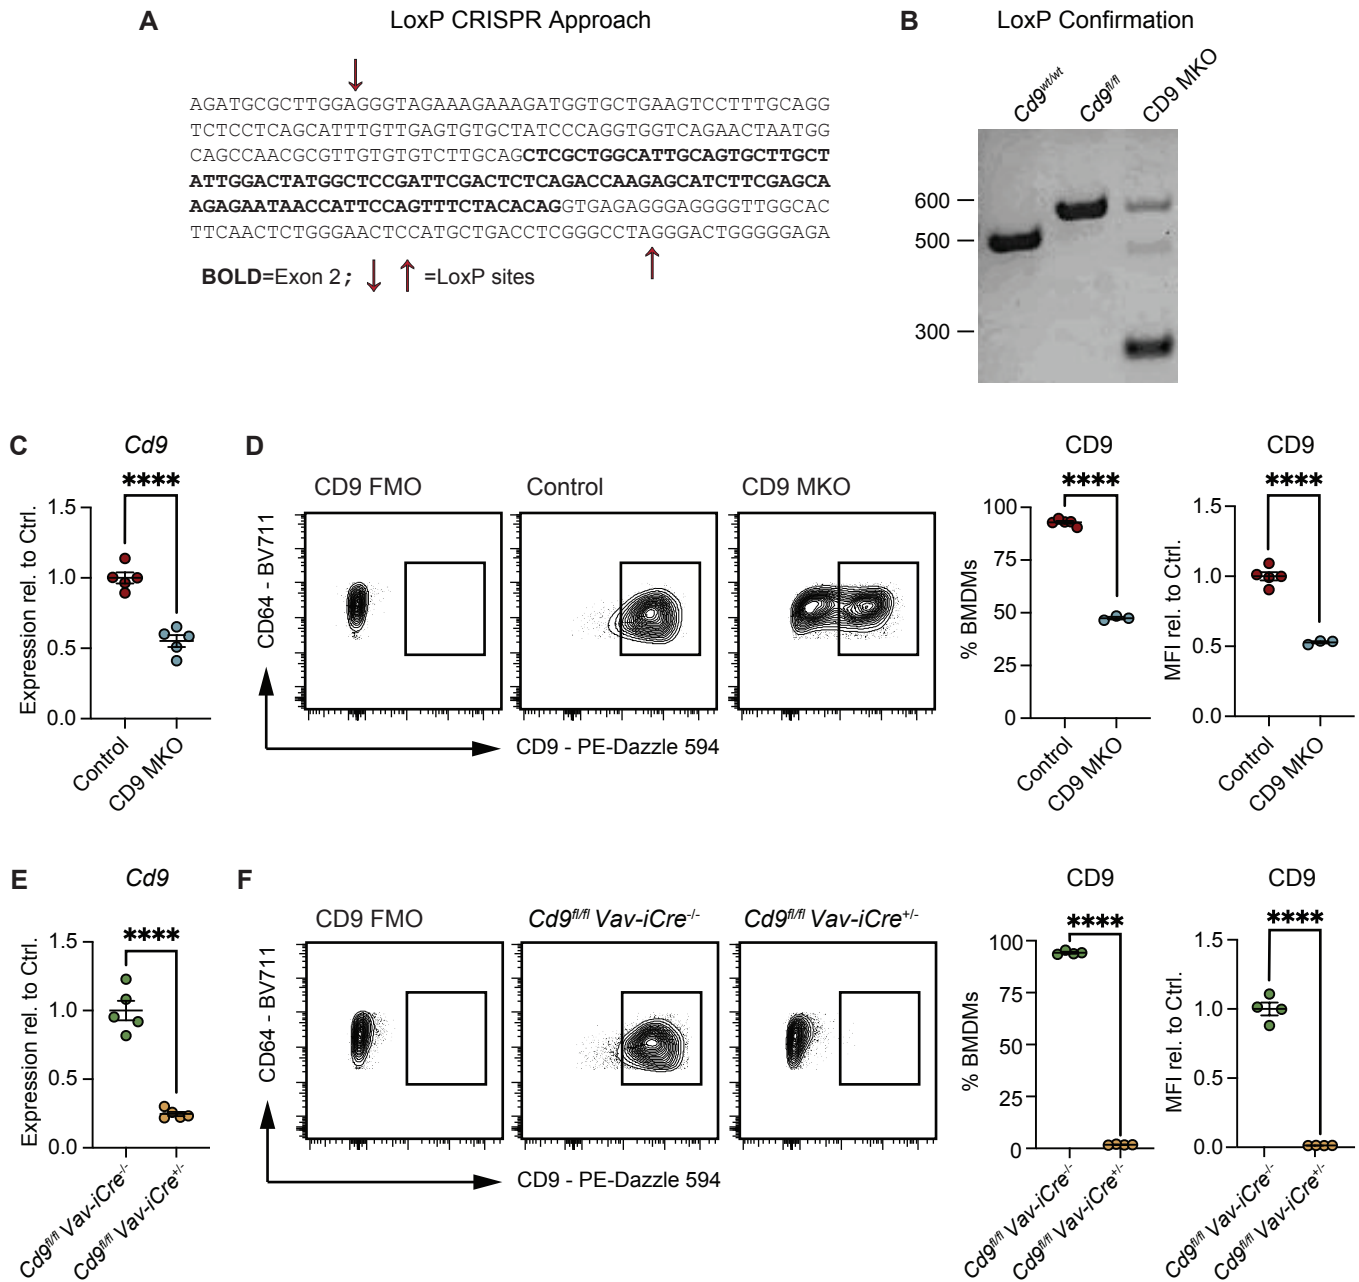 A
LoxP CRISPR Approach
AGATGCGCTTGGAGGGTAGAAAGAAAGATGGTGCTGAAGTCCTTTGCAGG
TCTCCTCAGCATTTGTTGAGTGTGCTATCCCAGGTGGTCAGAACTAATGG
CAGCCAACGCGTTGTGTGTCTTGCAGCTCGCTGGCATTGCAGTGCTTGCT
ATTGGACTATGGCTCCGATTCGACTCTCAGACCAAGAGCATCTTCGAGCA
AGAGAATAACCATTCCAGTTTCTACACAGGTGAGAGGGAGGGGTTGGCAC
TTCAACTCTGGGAACTCCATGCTGACCTCGGGCCTAGGGACTGGGGGAGA
BOLD=Exon 2; =LoxP sites
B
LoxP Confirmation
Cd9wt/wt
Cd9fl/fl
CD9 MKO
600
500
300
C
Cd9
****
Expression rel. to Ctrl.
1.5
1.0
0.5
0.0
Control
CD9 MKO
D
CD9 FMO
Control
CD9 MKO
CD64 - BV711
CD9 - PE-Dazzle 594
CD9
****
% BMDMs
100
75
50
25
0
Control
CD9 MKO
CD9
****
MFI rel. to Ctrl.
1.5
1.0
0.5
0.0
Control
CD9 MKO
E
Cd9
****
Expression rel. to Ctrl.
1.5
1.0
0.5
0.0
Cd9fl/fl Vav-iCre-/-
Cd9fl/fl Vav-iCre+/-
F
CD9 FMO
Cd9fl/fl Vav-iCre-/-
Cd9fl/fl Vav-iCre+/-
CD64 - BV711
CD9 - PE-Dazzle 594
CD9
****
% BMDMs
100
75
50
25
0
Cd9fl/fl Vav-iCre-/-
Cd9fl/fl Vav-iCre+/-
CD9
****
MFI rel. to Ctrl.
1.5
1.0
0.5
0.0
Cd9fl/fl Vav-iCre-/-
Cd9fl/fl Vav-iCre+/-